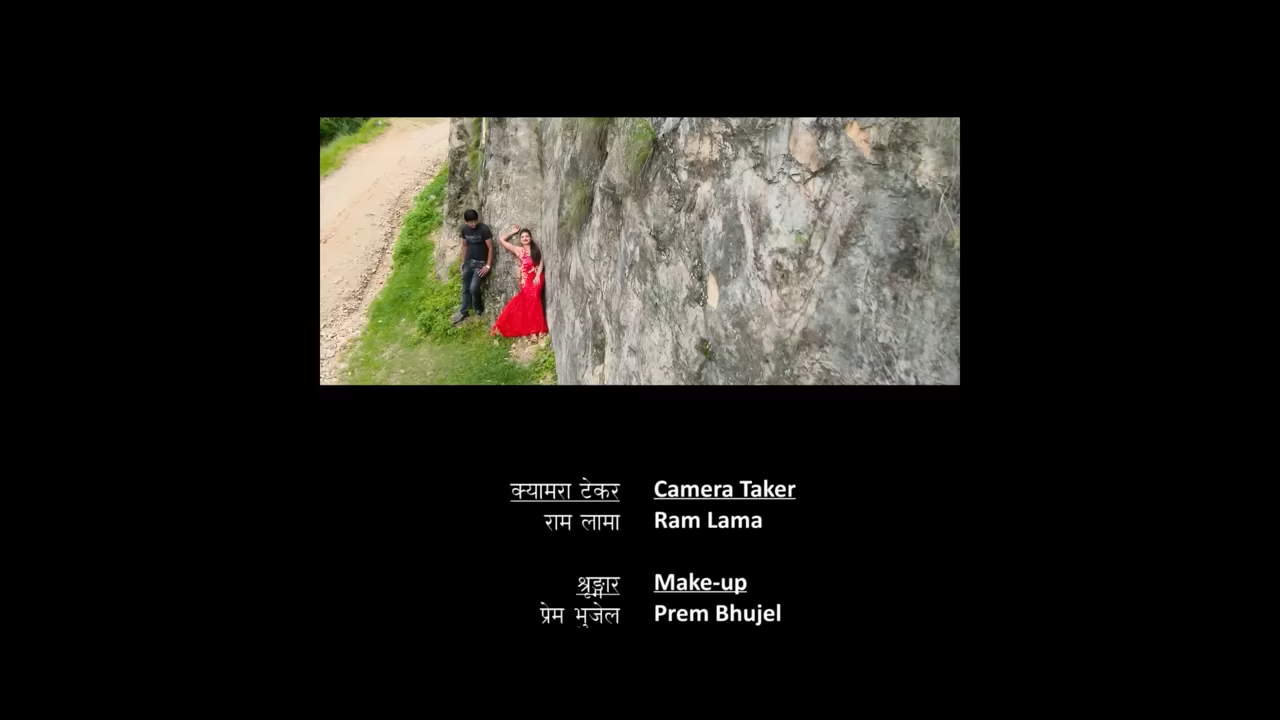 क्यामरा टेकर Camera Taker
राम लामा Ram Lama
श्रृङ्गार Make-up
प्रेम भुजेल Prem Bhujel